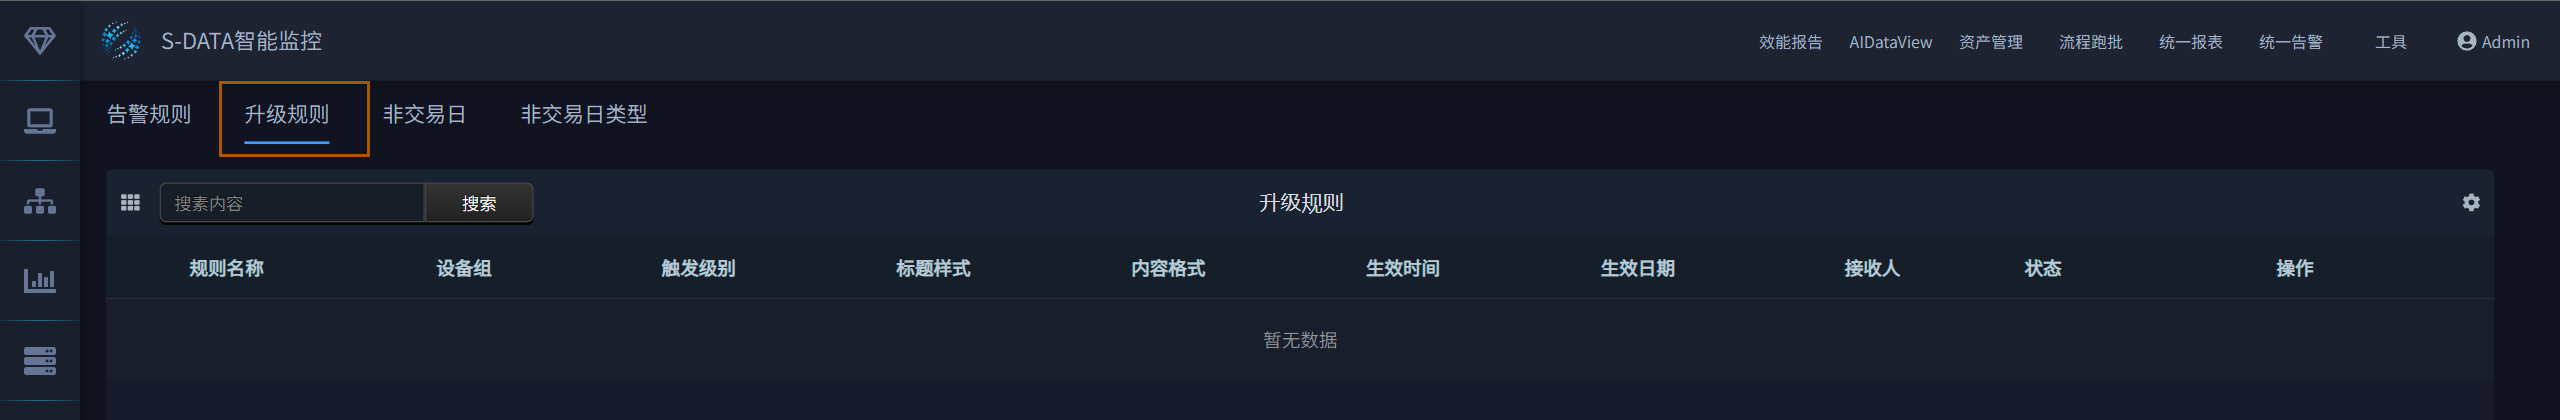 S-DATA智能监控 效能报告 AIDataView 资产管理 流程跑批 统一报表 统一告警 工具 Admin
告警规则 升级规则 非交易日 非交易日类型
搜素内容 搜索 升级规则
规则名称 设备组 触发级别 标题样式 内容格式 生效时间 生效日期 接收人 状态 操作
暂无数据